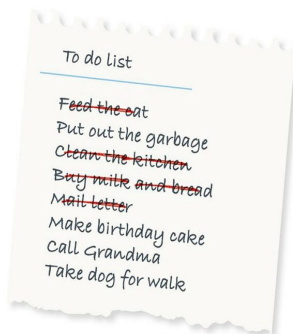 To do list
Feed the cat
Put out the garbage
Clean the kitchen
Buy milk and bread
Mail letter
Make birthday cake
Call Grandma
Take dog for walk